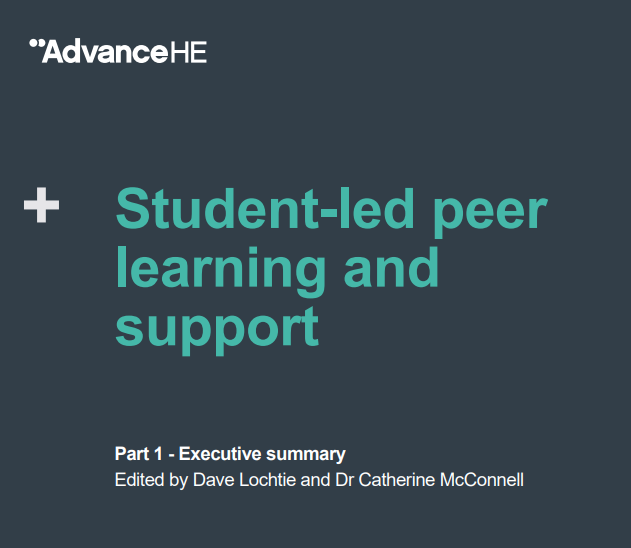 AdvanceHE
Student-led peer
learning and
support
Part 1 - Executive summary
Edited by Dave Lochtie and Dr Catherine McConnell